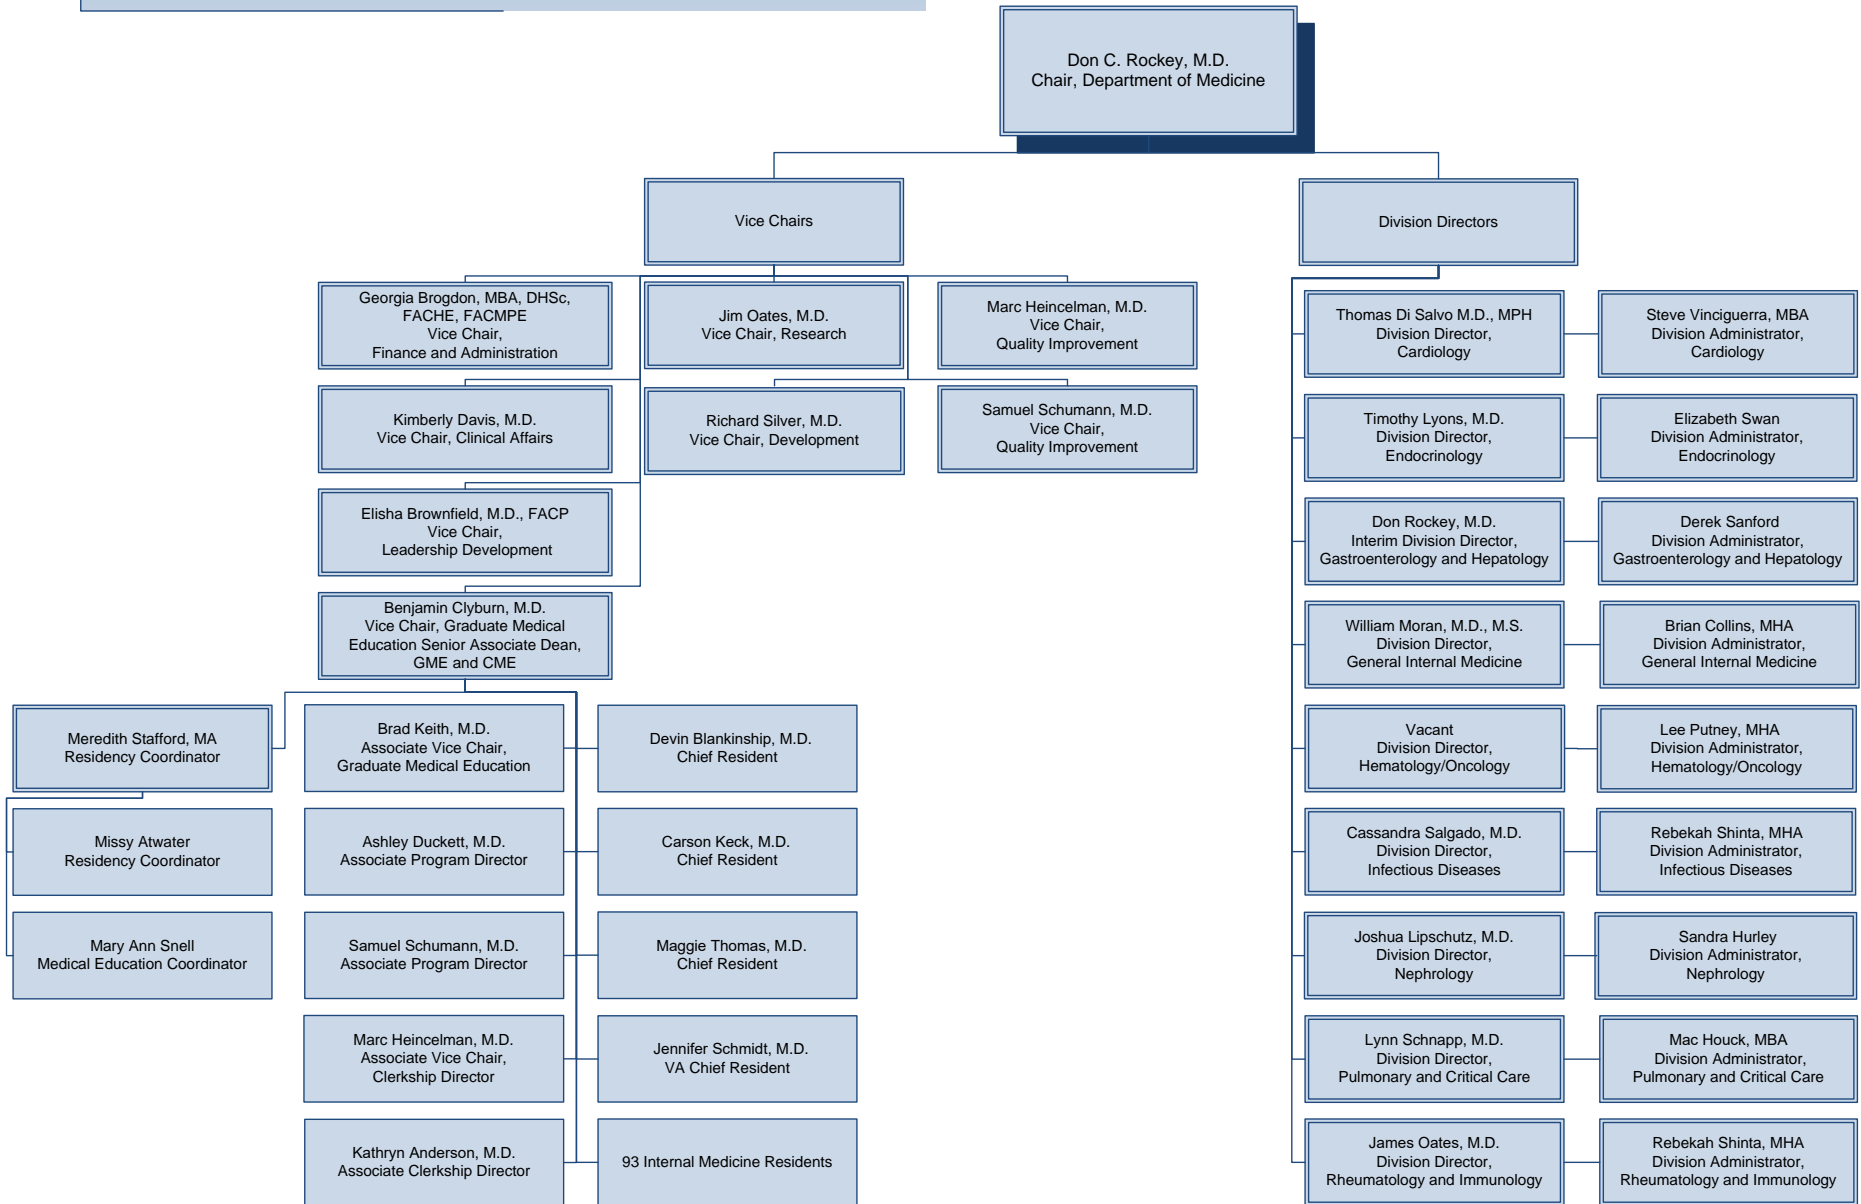 Don C. Rockey, M.D.
Chair, Department of Medicine
Vice Chairs
Division Directors
Georgia Brogdon, MBA, DHSc,
FACHE, FACMPE
Vice Chair,
Finance and Administration
Jim Oates, M.D.
Vice Chair, Research
Marc Heincelman, M.D.
Vice Chair,
Quality Improvement
Kimberly Davis, M.D.
Vice Chair, Clinical Affairs
Richard Silver, M.D.
Vice Chair, Development
Samuel Schumann, M.D.
Vice Chair,
Quality Improvement
Elisha Brownfield, M.D., FACP
Vice Chair,
Leadership Development
Benjamin Clyburn, M.D.
Vice Chair, Graduate Medical
Education Senior Associate Dean,
GME and CME
Meredith Stafford, MA
Residency Coordinator
Missy Atwater
Residency Coordinator
Mary Ann Snell
Medical Education Coordinator
Brad Keith, M.D.
Associate Vice Chair,
Graduate Medical Education
Devin Blankinship, M.D.
Chief Resident
Ashley Duckett, M.D.
Associate Program Director
Carson Keck, M.D.
Chief Resident
Samuel Schumann, M.D.
Associate Program Director
Maggie Thomas, M.D.
Chief Resident
Marc Heincelman, M.D.
Associate Vice Chair,
Clerkship Director
Jennifer Schmidt, M.D.
VA Chief Resident
Kathryn Anderson, M.D.
Associate Clerkship Director
93 Internal Medicine Residents
Thomas Di Salvo M.D., MPH
Division Director,
Cardiology
Steve Vinciguerra, MBA
Division Administrator,
Cardiology
Timothy Lyons, M.D.
Division Director,
Endocrinology
Elizabeth Swan
Division Administrator,
Endocrinology
Don Rockey, M.D.
Interim Division Director,
Gastroenterology and Hepatology
Derek Sanford
Division Administrator,
Gastroenterology and Hepatology
William Moran, M.D., M.S.
Division Director,
General Internal Medicine
Brian Collins, MHA
Division Administrator,
General Internal Medicine
Vacant
Division Director,
Hematology/Oncology
Lee Putney, MHA
Division Administrator,
Hematology/Oncology
Cassandra Salgado, M.D.
Division Director,
Infectious Diseases
Rebekah Shinta, MHA
Division Administrator,
Infectious Diseases
Joshua Lipschutz, M.D.
Division Director,
Nephrology
Sandra Hurley
Division Administrator,
Nephrology
Lynn Schnapp, M.D.
Division Director,
Pulmonary and Critical Care
Mac Houck, MBA
Division Administrator,
Pulmonary and Critical Care
James Oates, M.D.
Division Director,
Rheumatology and Immunology
Rebekah Shinta, MHA
Division Administrator,
Rheumatology and Immunology